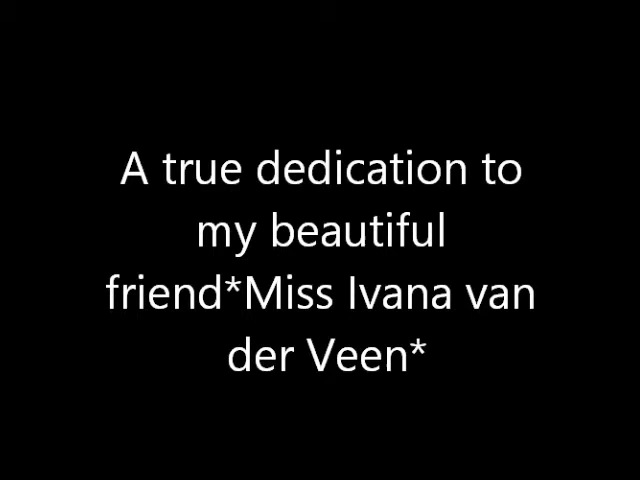 A true dedication to
my beautiful
friend*Miss Ivana van
der Veen*